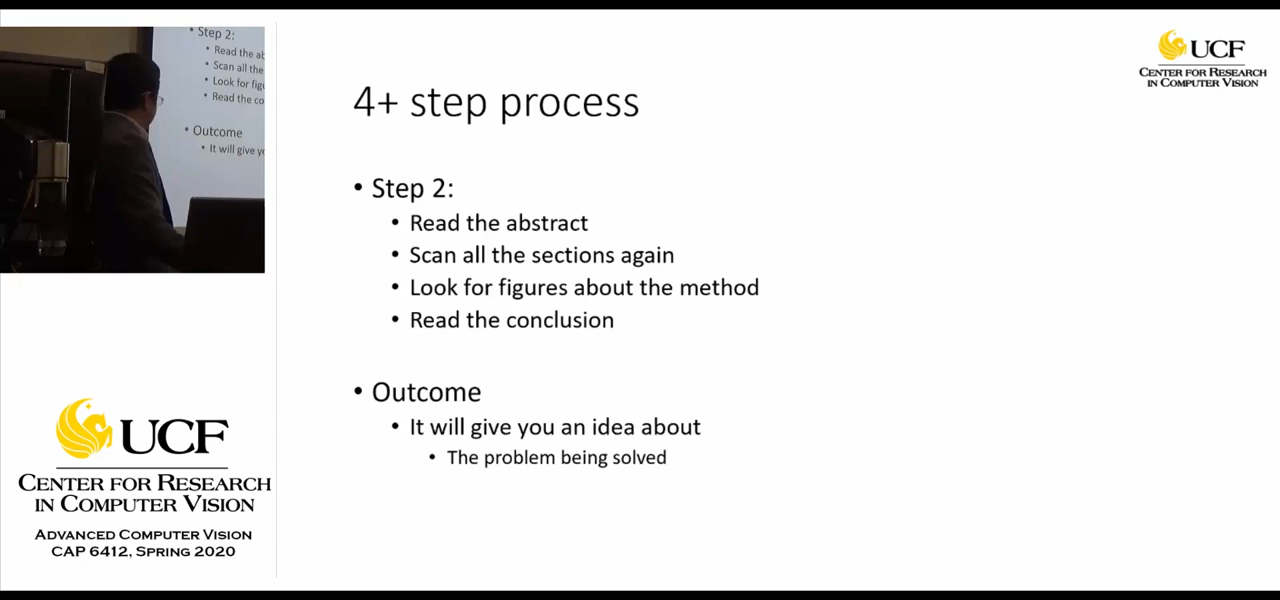 • Step 2:
• Read the ab
• Scan all the
• Look for figu
• Read the co
• Outcome
• It will give yo
UCF
CENTER FOR RESEARCH
IN COMPUTER VISION
4+ step process
• Step 2:
• Read the abstract
• Scan all the sections again
• Look for figures about the method
• Read the conclusion
• Outcome
• It will give you an idea about
• The problem being solved
UCF
CENTER FOR RESEARCH
IN COMPUTER VISION
ADVANCED COMPUTER VISION
CAP 6412, SPRING 2020